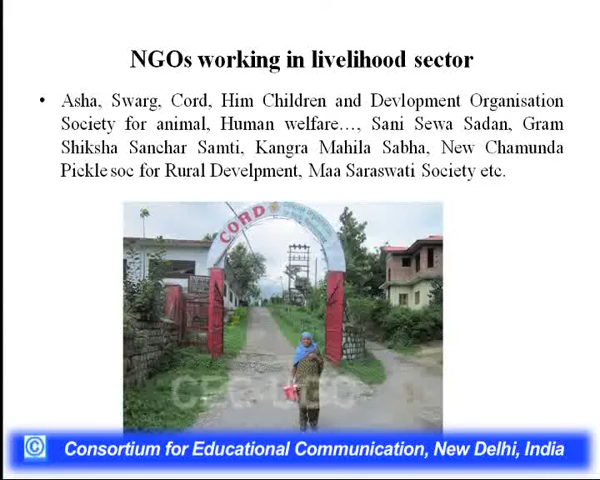 NGOs working in livelihood sector
• Asha, Swarg, Cord, Him Children and Devlopment Organisation
Society for animal, Human welfare…, Sani Sewa Sadan, Gram
Shiksha Sanchar Samti, Kangra Mahila Sabha, New Chamunda
Pickle soc for Rural Develpment, Maa Saraswati Society etc.
CORD
CEC-UGC
© Consortium for Educational Communication, New Delhi, India